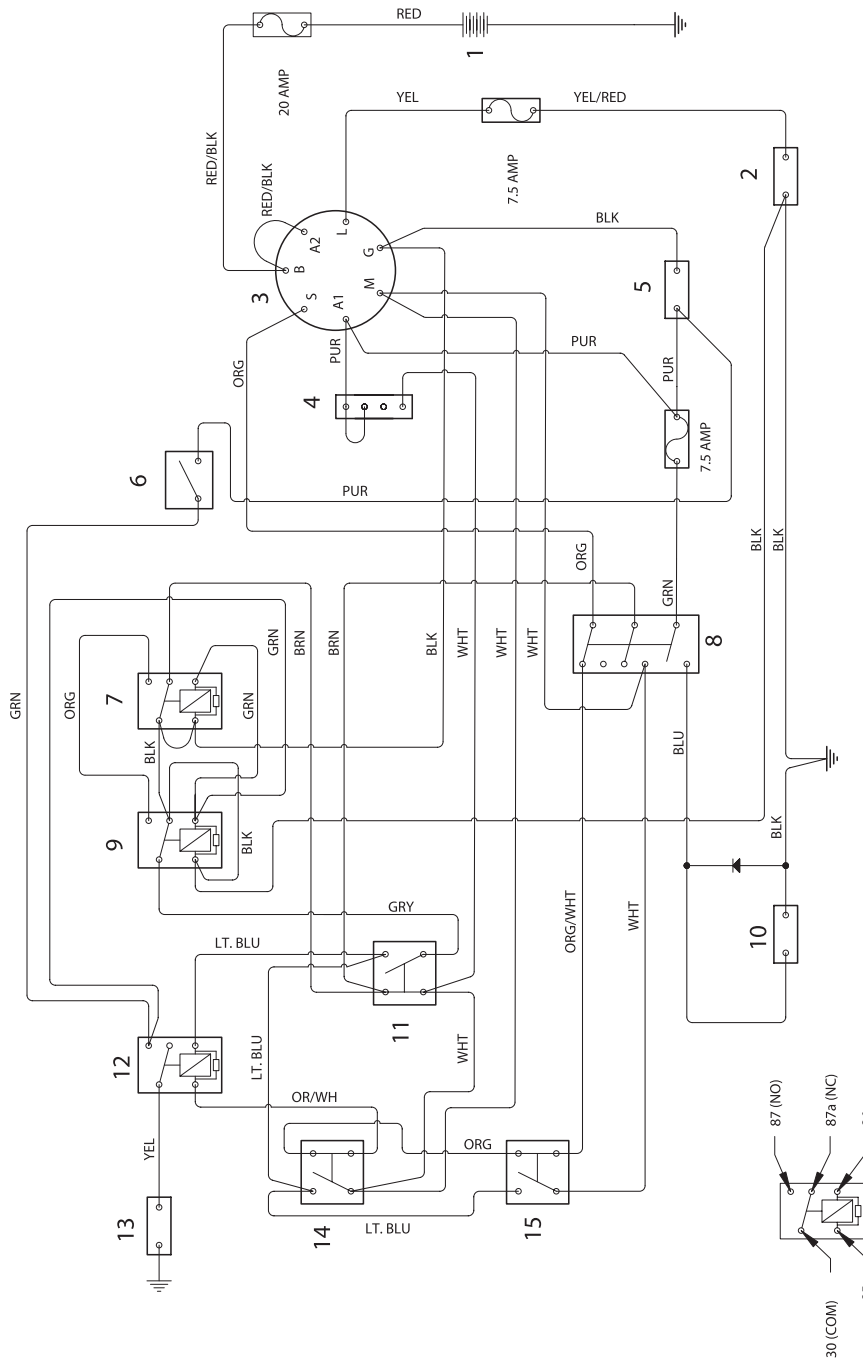 RED
1
20 AMP
RED/BLK
RED/BLK
YEL
YEL/RED
7.5 AMP
2
3
B
A2
L
S
A1
M
G
BLK
ORG
PUR
PUR
4
5
PUR
7.5 AMP
6
PUR
GRN
ORG
GRN
BLK
BLK
8
7
ORG
BLK
GRN
GRN
BRN
BRN
BLK
WHT
WHT
WHT
9
BLK
BLU
BLK
GRY
LT. BLU
LT. BLU
11
WHT
ORG/WHT
WHT
10
12
YEL
13
OR/WH
14
ORG
LT. BLU
15
87 (NO)
87a (NC)
30 (COM)